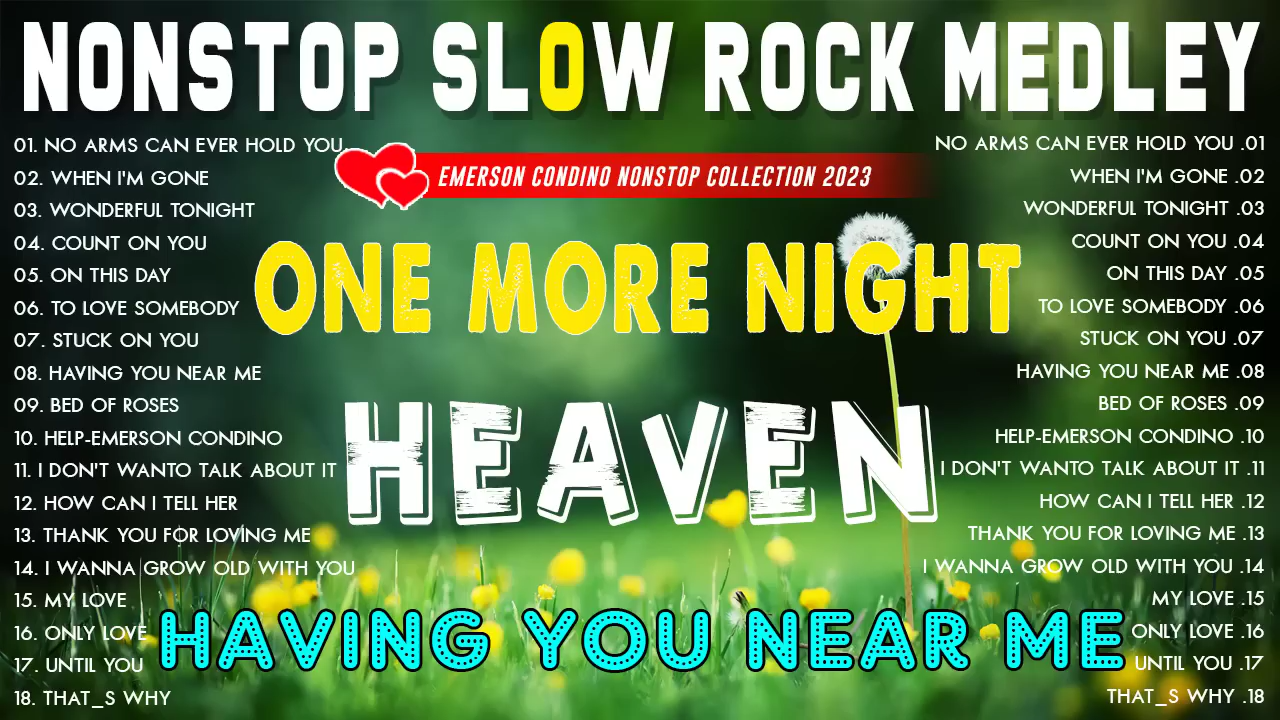 NONSTOP SLOW ROCK MEDLEY
01. NO ARMS CAN EVER HOLD YOU
02. WHEN I'M GONE
03. WONDERFUL TONIGHT
04. COUNT ON YOU
05. ON THIS DAY
06. TO LOVE SOMEBODY
07. STUCK ON YOU
08. HAVING YOU NEAR ME
09. BED OF ROSES
10. HELP-EMERSON CONDINO
11. I DON'T WANTO TALK ABOUT IT
12. HOW CAN I TELL HER
13. THANK YOU FOR LOVING ME
14. I WANNA GROW OLD WITH YOU
15. MY LOVE
16. ONLY LOVE
17. UNTIL YOU
18. THAT_S WHY
EMERSON CONDINO NONSTOP COLLECTION 2023
ONE MORE NIGHT
HEAVEN
HAVING YOU NEAR ME
NO ARMS CAN EVER HOLD YOU .01
WHEN I'M GONE .02
WONDERFUL TONIGHT .03
COUNT ON YOU .04
ON THIS DAY .05
TO LOVE SOMEBODY .06
STUCK ON YOU .07
HAVING YOU NEAR ME .08
BED OF ROSES .09
HELP-EMERSON CONDINO .10
I DON'T WANTO TALK ABOUT IT .11
HOW CAN I TELL HER .12
THANK YOU FOR LOVING ME .13
I WANNA GROW OLD WITH YOU .14
MY LOVE .15
ONLY LOVE .16
UNTIL YOU .17
THAT_S WHY .18